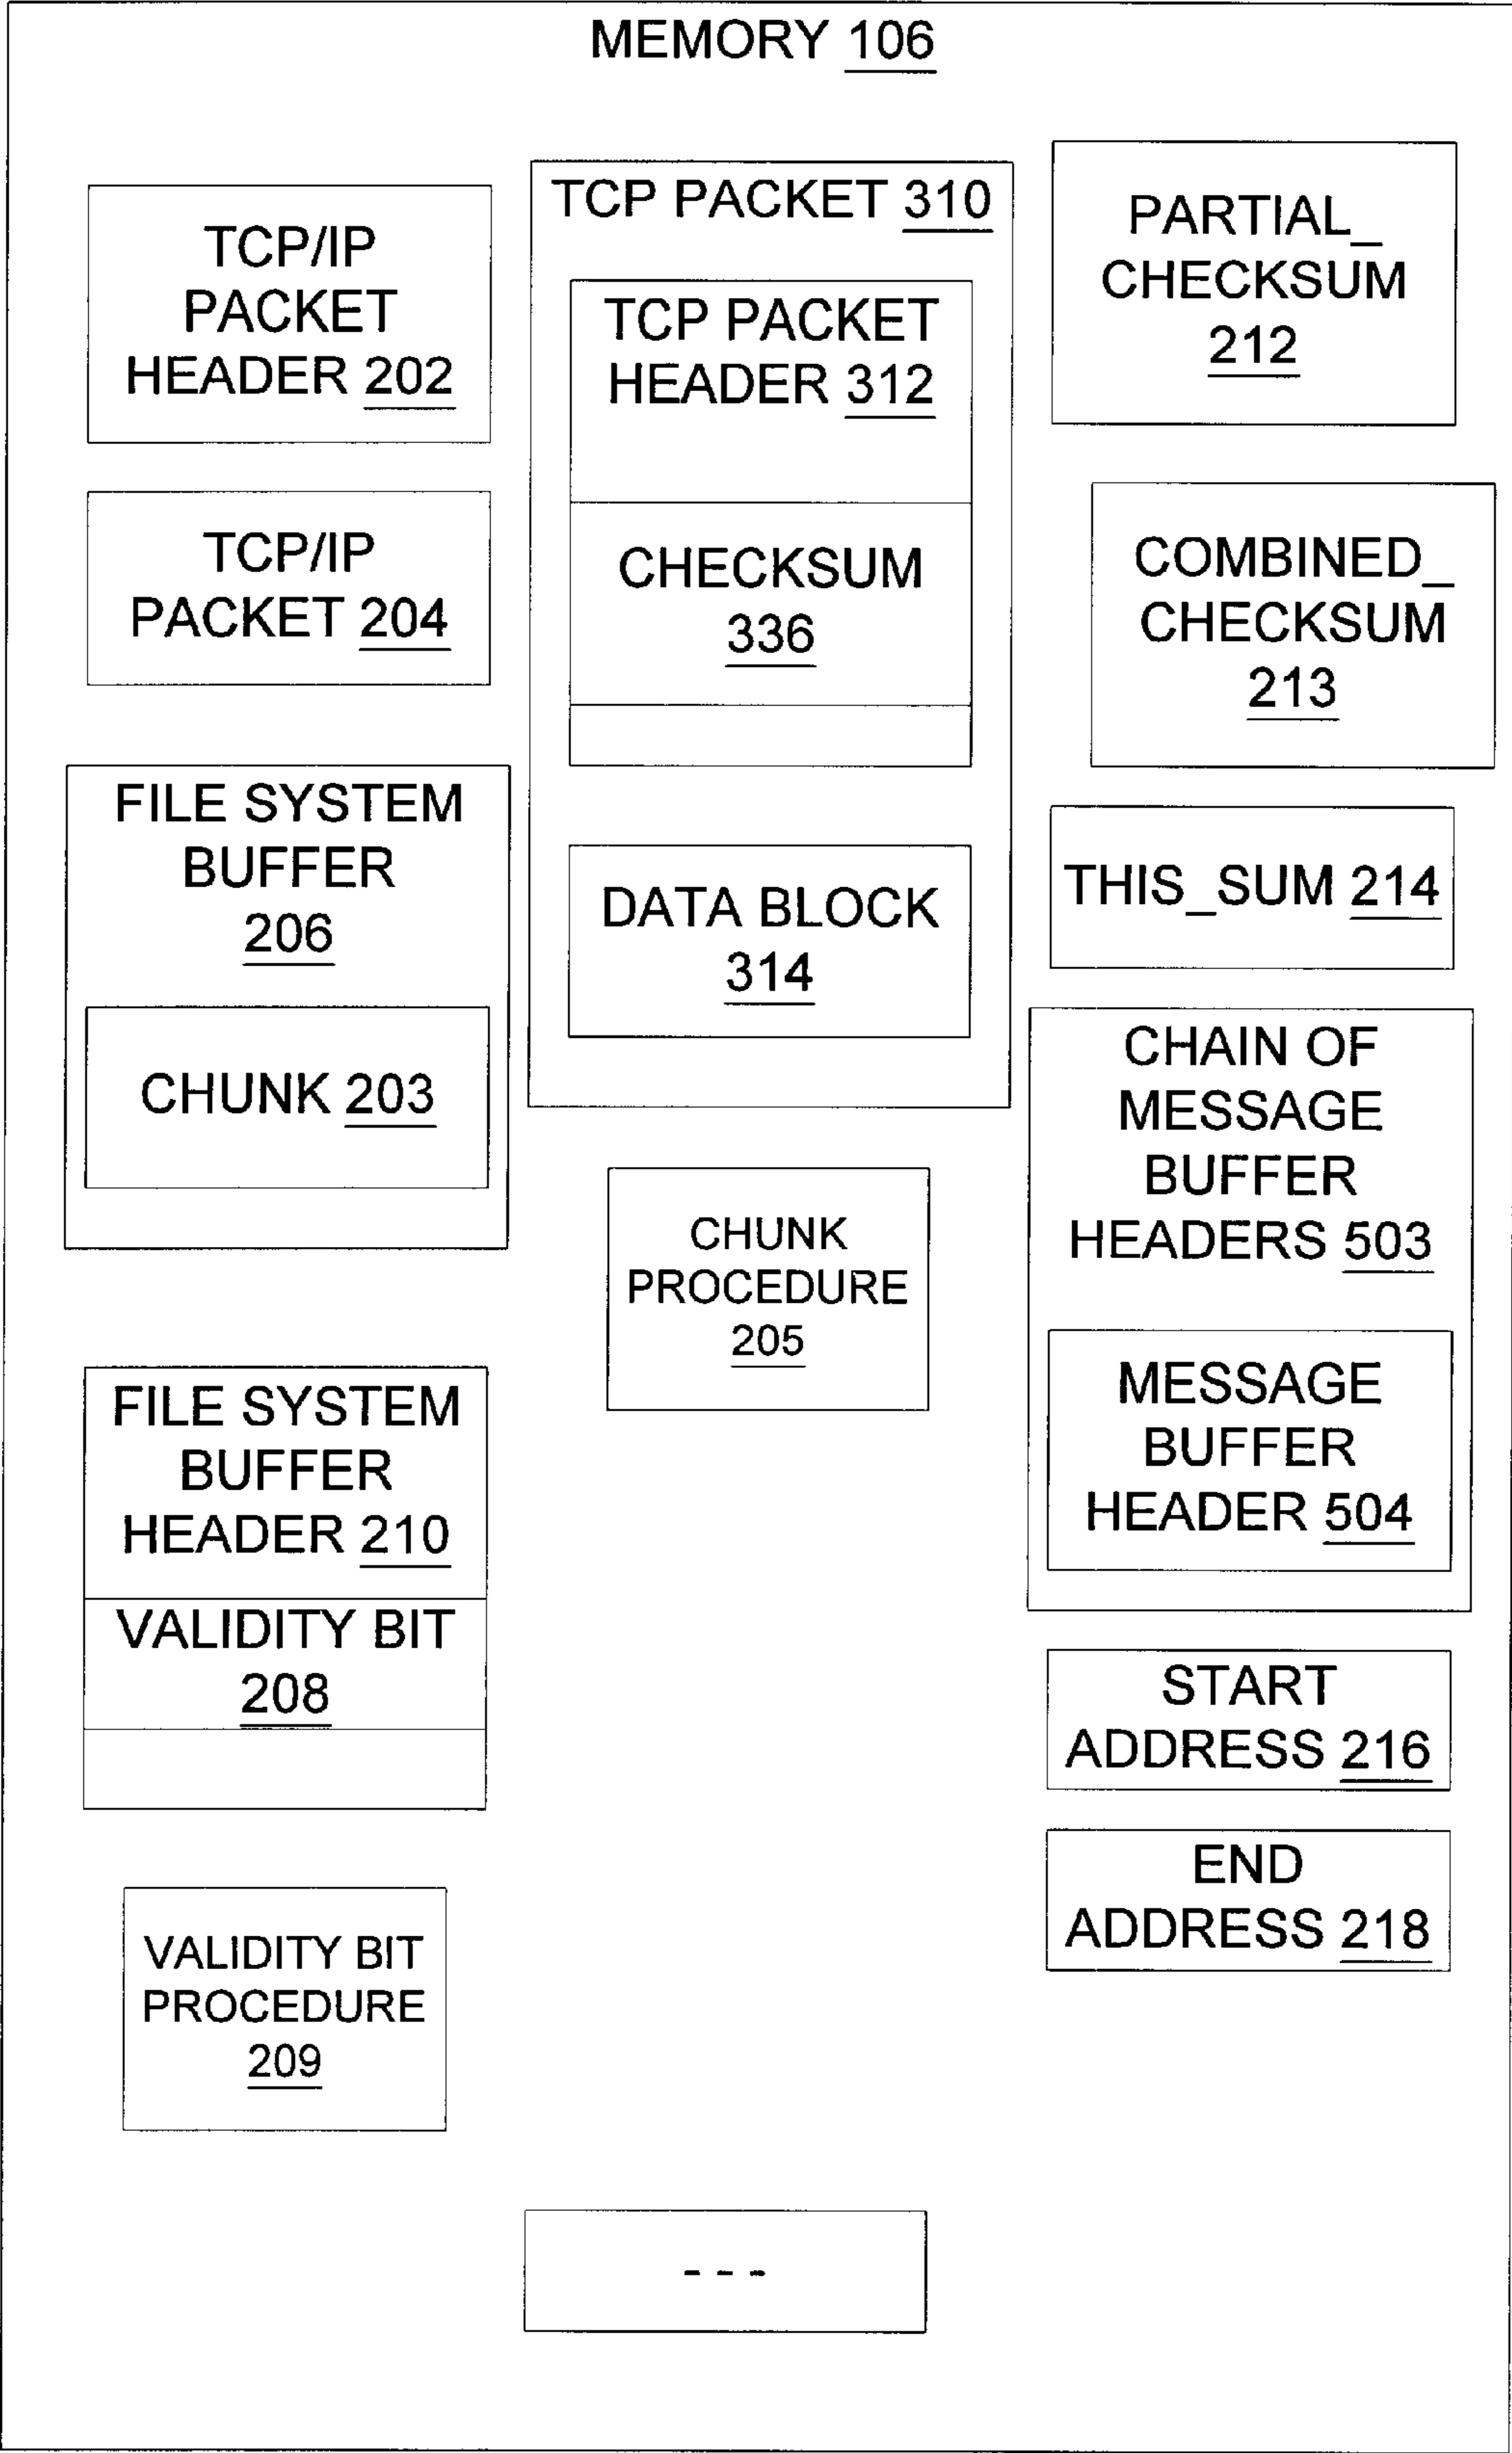 MEMORY 106
TCP/IP
PACKET
HEADER 202
TCP/IP
PACKET 204
FILE SYSTEM
BUFFER
206
CHUNK 203
FILE SYSTEM
BUFFER
HEADER 210
VALIDITY BIT
208
VALIDITY BIT
PROCEDURE
209
TCP PACKET 310
TCP PACKET
HEADER 312
CHECKSUM
336
DATA BLOCK
314
CHUNK
PROCEDURE
205
PARTIAL_
CHECKSUM
212
COMBINED_
CHECKSUM
213
THIS_SUM 214
CHAIN OF
MESSAGE
BUFFER
HEADERS 503
MESSAGE
BUFFER
HEADER 504
START
ADDRESS 216
END
ADDRESS 218
- - -